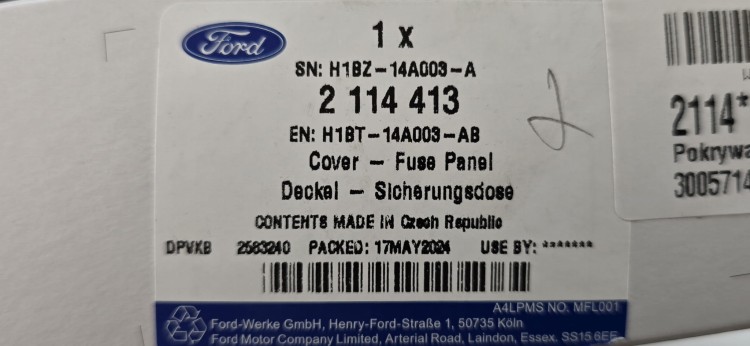 Ford
1 x
SN: H1BZ-14A003-A
2 114 413
EN: H1BT-14A003-AB
Cover - Fuse Panel
Deckel - Sicherungsdose
CONTENTS MADE IN Czech Republic
DPVKB 2583240 PACKED: 17MAY2024 USE BY: *******
A4LPMS NO. MFL001
Ford-Werke GmbH, Henry-Ford-Straße 1, 50735 Köln
Ford Motor Company Limited, Arterial Road, Laindon, Essex. SS15 6EE
2114*
Pokrywa
3005714